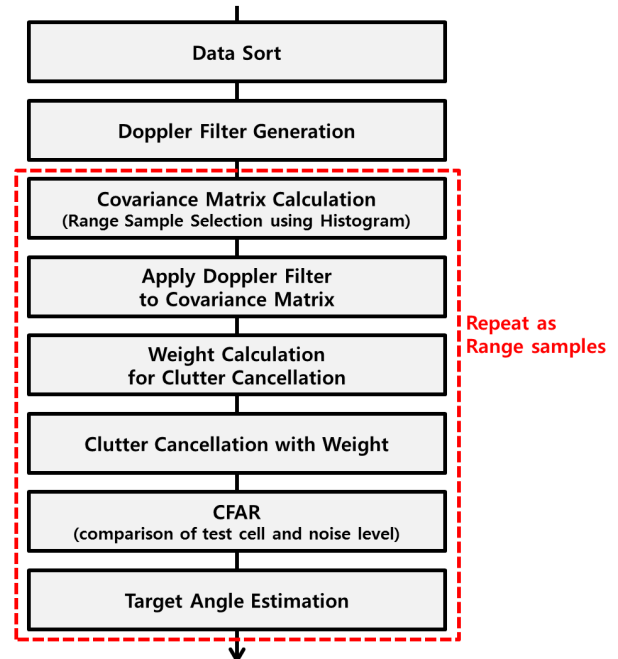 Data Sort
Doppler Filter Generation
Covariance Matrix Calculation
(Range Sample Selection using Histogram)
Apply Doppler Filter
to Covariance Matrix
Repeat as
Range samples
Weight Calculation
for Clutter Cancellation
Clutter Cancellation with Weight
CFAR
(comparison of test cell and noise level)
Target Angle Estimation